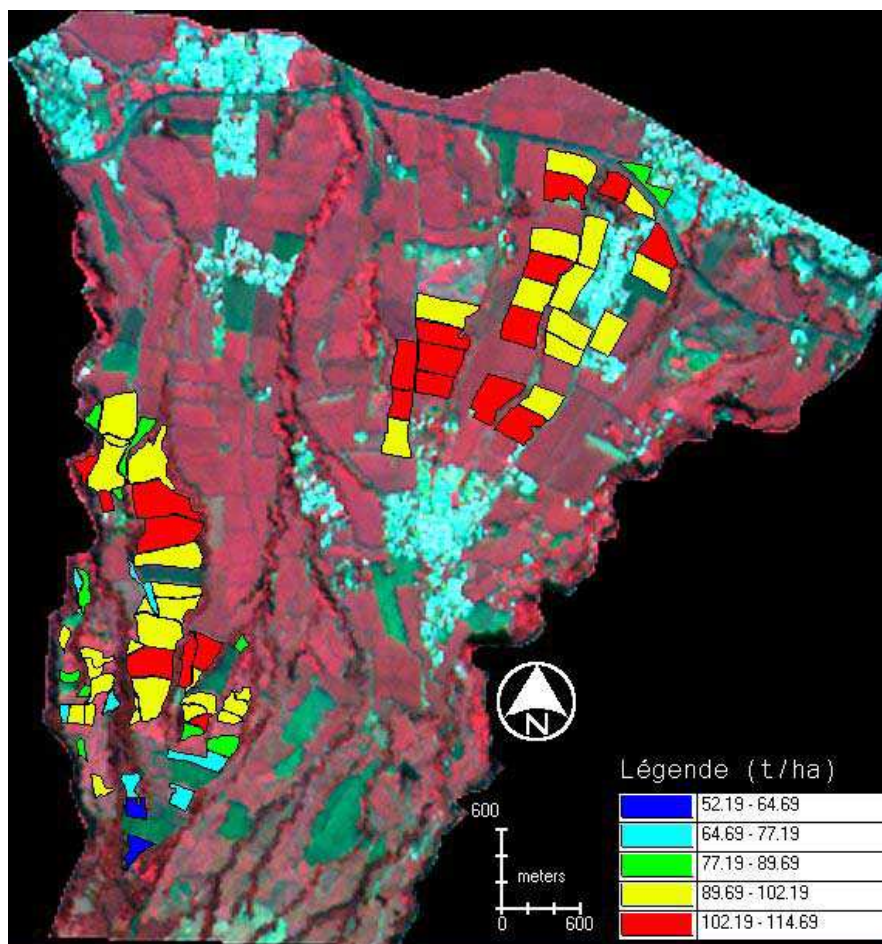 N
Légende (t/ha)
52.19 - 64.69
64.69 - 77.19
77.19 - 89.69
89.69 - 102.19
102.19 - 114.69
600
meters
0 600